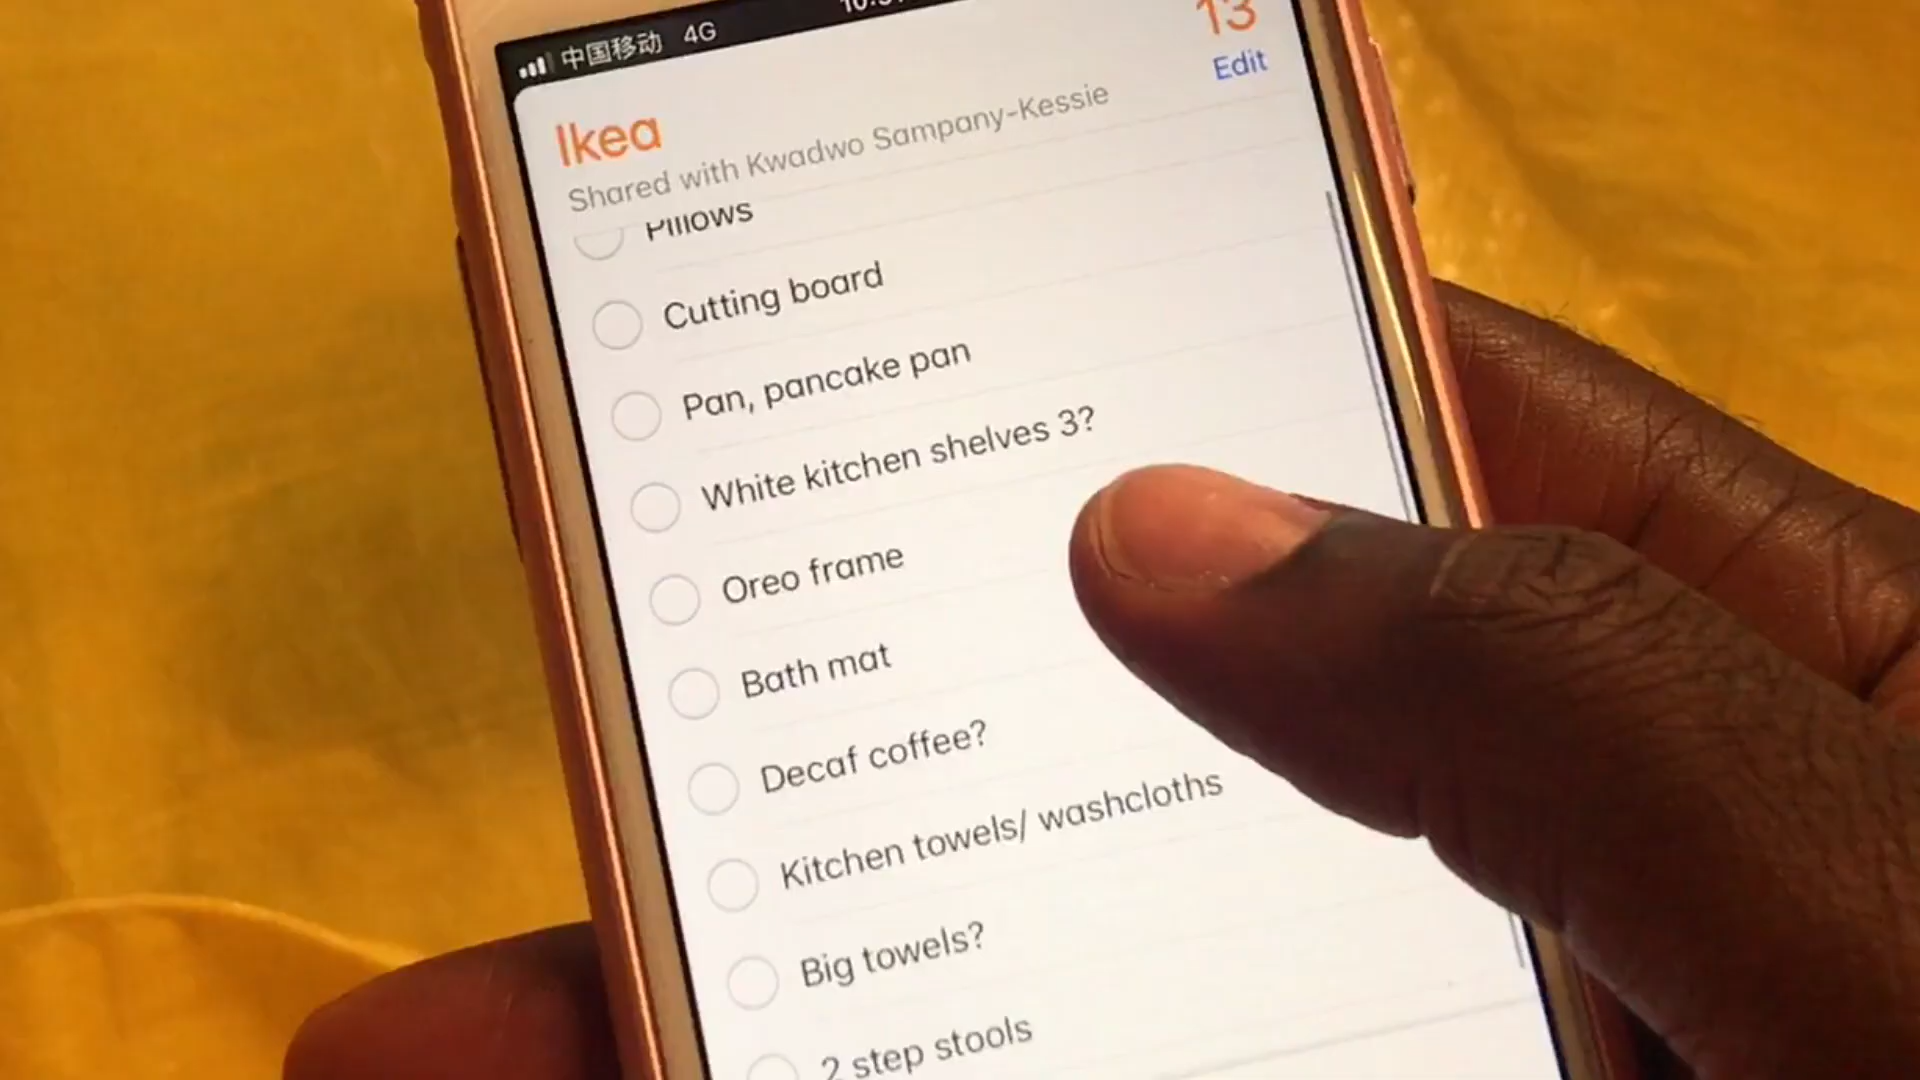 中国移动 4G
13
Edit
Ikea
Shared with Kwadwo Sampany-Kessie
Pillows
Cutting board
Pan, pancake pan
White kitchen shelves 3?
Oreo frame
Bath mat
Decaf coffee?
Kitchen towels/ washcloths
Big towels?
2 step stools